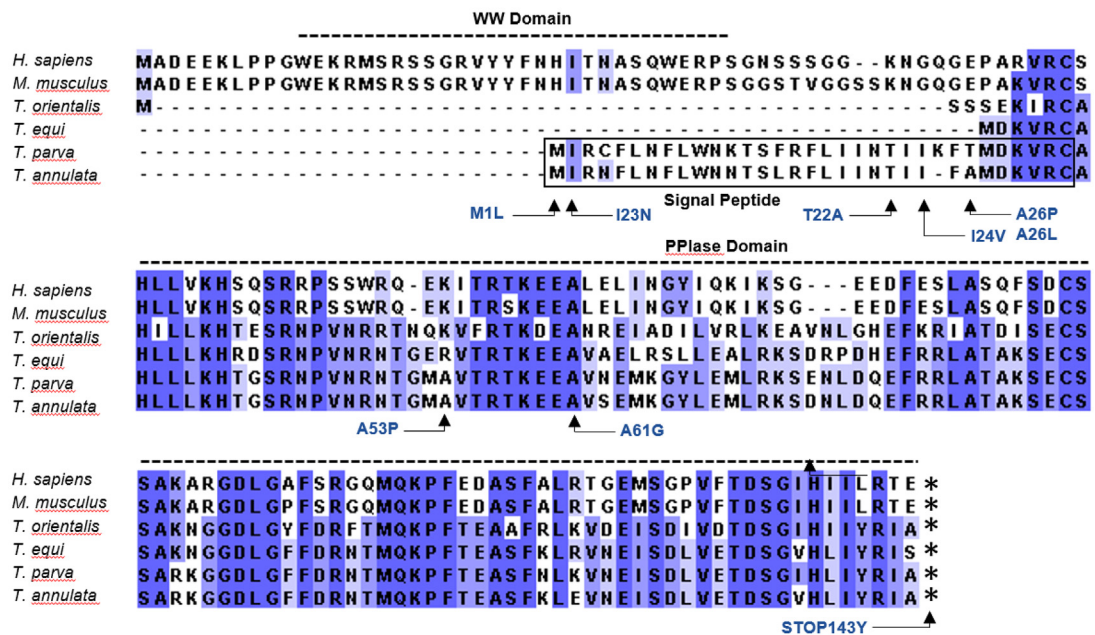 WW Domain
H. sapiens MADEEKLPPGWEKRMSRSSGRVYYFNHITNASQWERPSGNSSSGG--KNGQGEPARVRCS
M. musculus MADEEKLPPGWEKRMSRSSGRVYYFNHITNASQWERPSGGSTVGGSSKNGQGEPAKVRCS
T. orientalis M--------------------------------------------------SSSEKIRCA
T. equi -----------------------------------------------------MDKVRCA
T. parva --------------------------MIRCFLNFLWNKTSFRFLIINTIIKFTMDKVRCA
T. annulata --------------------------MIRNFLNFLWNNTSLRFLIINTII-FAMDKVRCA
Signal Peptide
M1L I23N T22A A26P
I24V A26L
PPIase Domain
H. sapiens HLLVKHSQSRRPSSWRQ-EKITRTKEEALELINGYIQKIKSG---EEDFESLASQFSDCS
M. musculus HLLVKHSQSRRPSSWRQ-EKITRSKEEALELINGYIQKIKSG---EEDFESLASQFSDCS
T. orientalis HILLKHTESRNPVNRRTNQKVFRTKDEANREIADILVRLKEAVNLGHEFKRIATDISECS
T. equi HLLLKHRDSRNPVNRNTGERVTRTKEEAVAELRSLLEALRKSDRPDHEFRRLATAKSECS
T. parva HLLLKHTGSRNPVNRNTGMAVTRTKEEAVNEMKGYLEMLRKSENLDQEFRRLATAKSECS
T. annulata HLLLKHTGSRNPVNRNTGMAVTRTKEEAVSEMKGYLEMLRKSDNLDQEFRRLATAKSECS
A53P A61G
H. sapiens SAKARGDLGAFSRGQMQKPFEDASFALRTGEMSGPVFTDSGIHIILRTE*
M. musculus SAKARGDLGPFSRGQMQKPFEDASFALRTGEMSGPVFTDSGIHIILRTE*
T. orientalis SAKNGGDLGYFDRFTMQKPFTEAAFRLKVDEISDIVDTDSGIHLIYRIA*
T. equi SAKNGGDLGFFDRNTMQKPFTEASFKLRVNEISDLVETDSGVHLIYRIS*
T. parva SARKGGDLGFFDRNTMQKPFTEASFNLKVNEISDLVETDSGIHLIYRIA*
T. annulata SARKGGDLGFFDRNTMQKPFTEASFKLEVNEISDLVETDSGVHLIYRIA*
STOP143Y